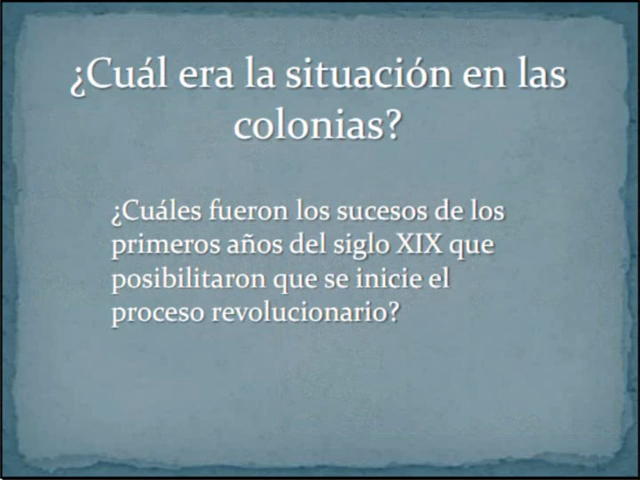 ¿Cuál era la situación en las
colonias?
¿Cuáles fueron los sucesos de los
primeros años del siglo XIX que
posibilitaron que se inicie el
proceso revolucionario?